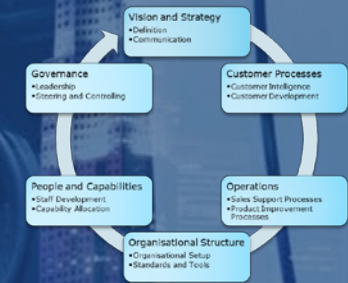 Vision and Strategy
•Definition
•Communication
Customer Processes
•Customer Intelligence
•Customer Development
Operations
•Sales Support Processes
•Product Improvement
Processes
Organisational Structure
•Organisational Setup
•Standards and Tools
People and Capabilities
•Staff Development
•Capability Allocation
Governance
•Leadership
•Steering and Controlling